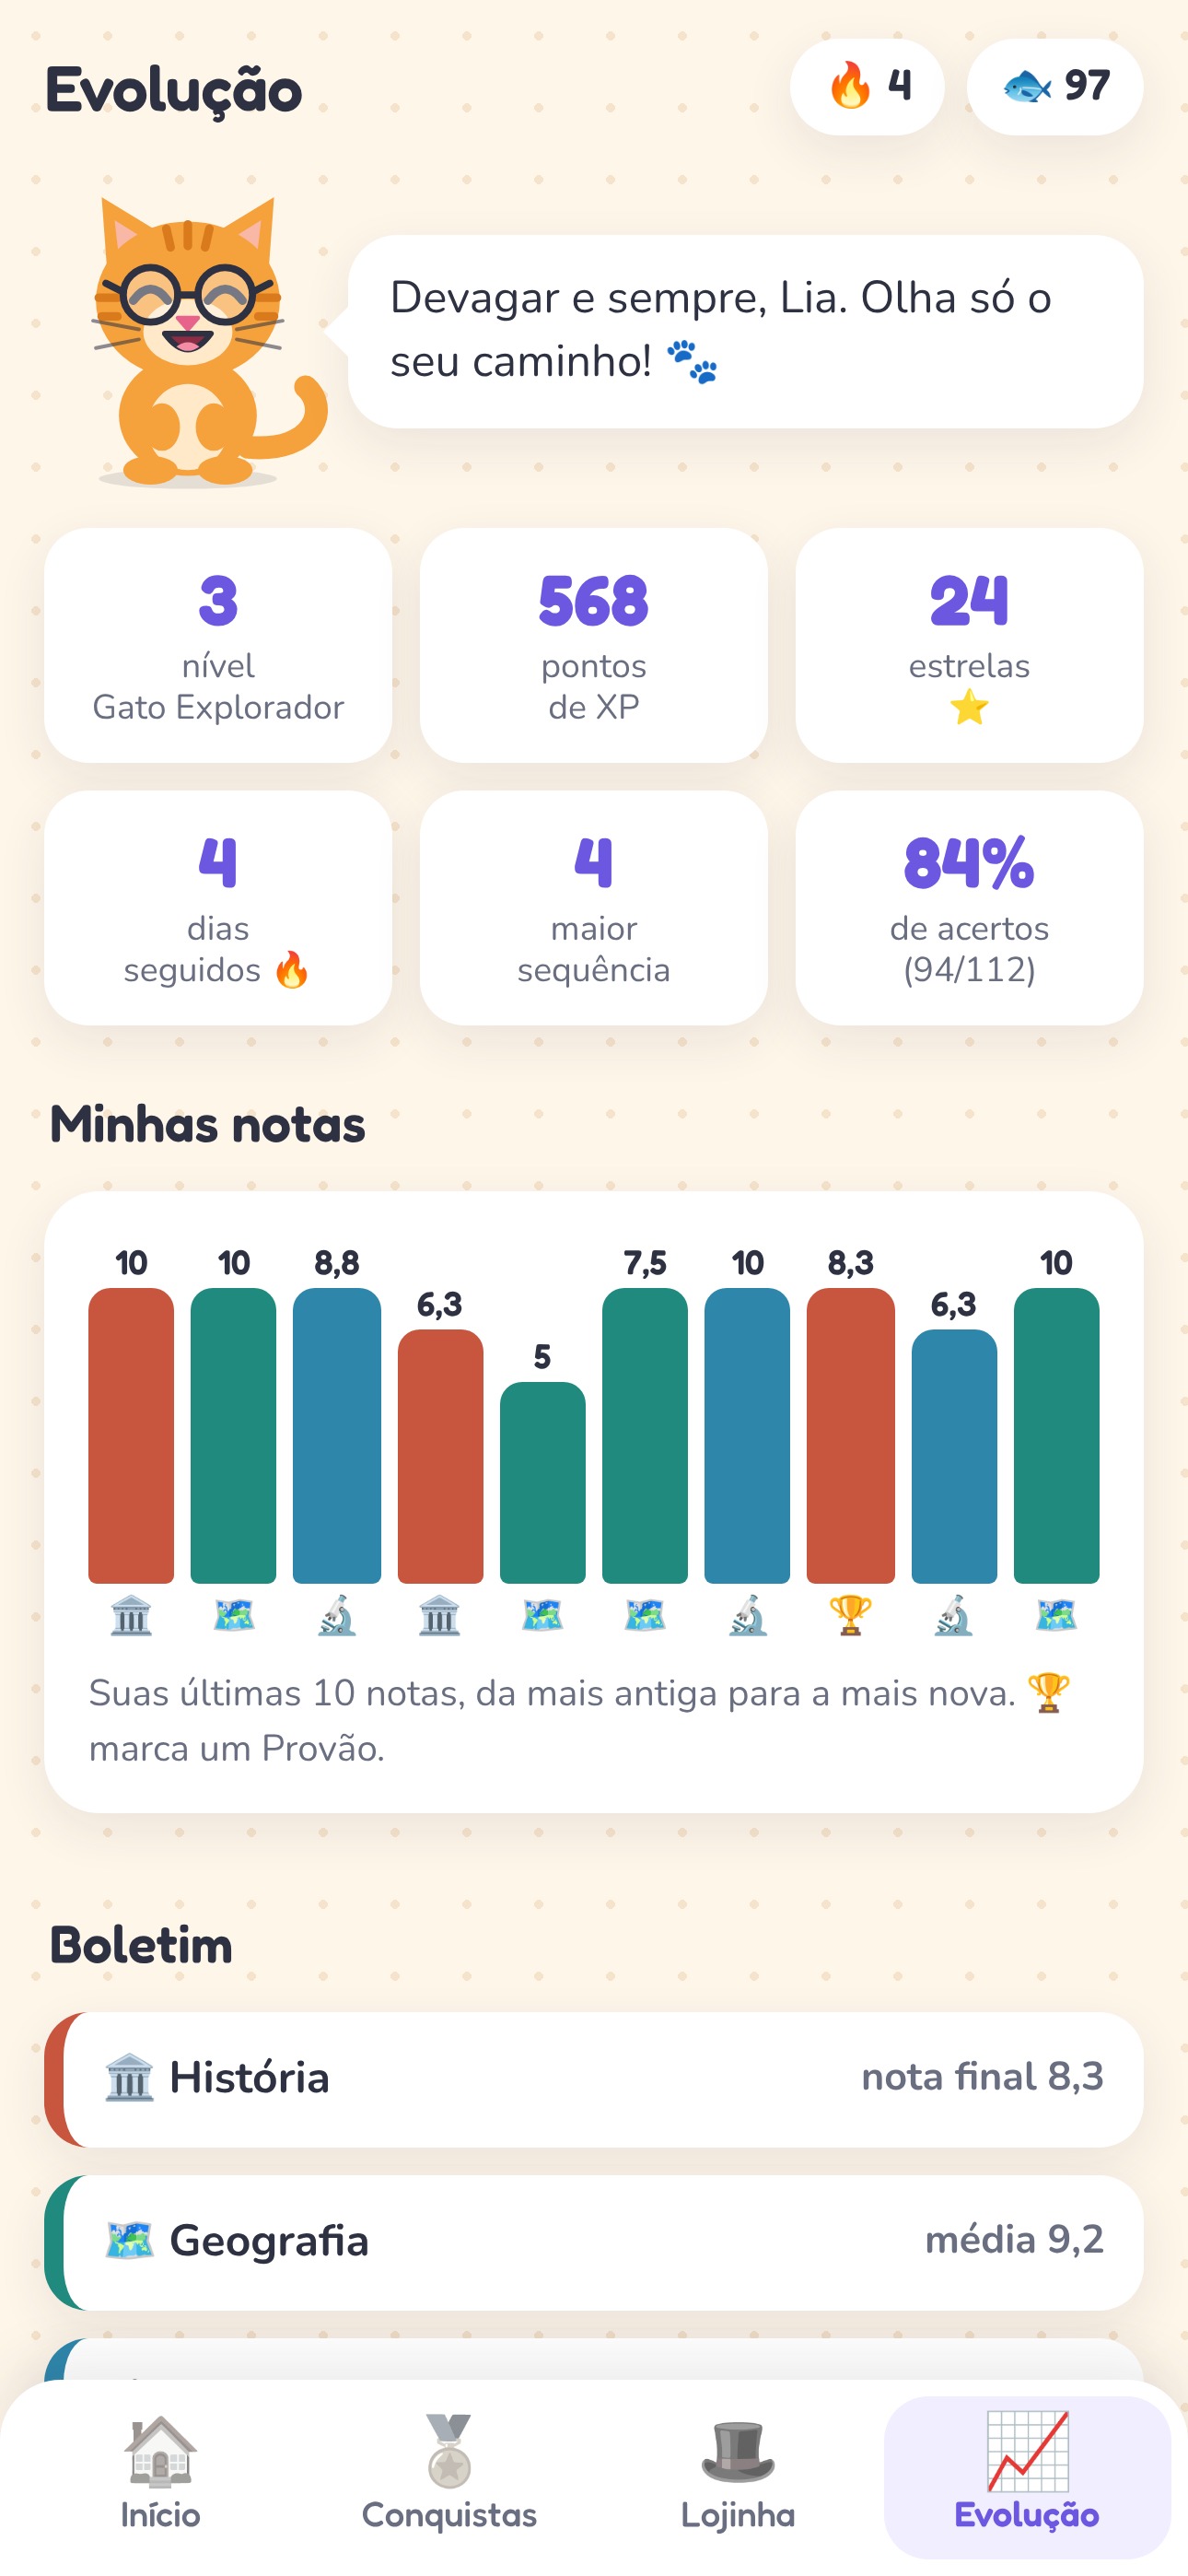 Evolução
🔥 4
🐟 97
Devagar e sempre, Lia. Olha só o
seu caminho! 🐾
3
nível
Gato Explorador
568
pontos
de XP
24
estrelas
⭐
4
dias
seguidos 🔥
4
maior
sequência
84%
de acertos
(94/112)
Minhas notas
10 10 8,8 6,3 5 7,5 10 8,3 6,3 10
Suas últimas 10 notas, da mais antiga para a mais nova. 🏆
marca um Provão.
Boletim
🏛️ História nota final 8,3
🗺️ Geografia média 9,2
Início
Conquistas
Lojinha
Evolução